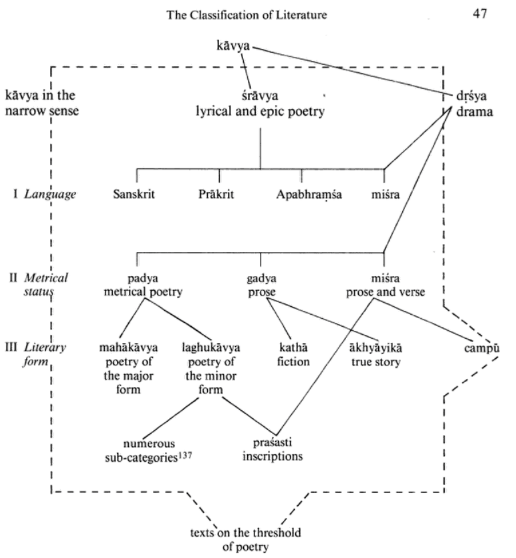 The Classification of Literature 47
kāvya
kāvya in the
narrow sense
śrāvya
lyrical and epic poetry
dṛśya
drama
I Language Sanskrit Prākrit Apabhraṃśa miśra
II Metrical
status
padya
metrical poetry
gadya
prose
miśra
prose and verse
III Literary
form
mahākāvya
poetry of
the major
form
laghukāvya
poetry of
the minor
form
kathā
fiction
ākhyāyikā
true story
campū
numerous
sub-categories¹³⁷
praśasti
inscriptions
texts on the threshold
of poetry